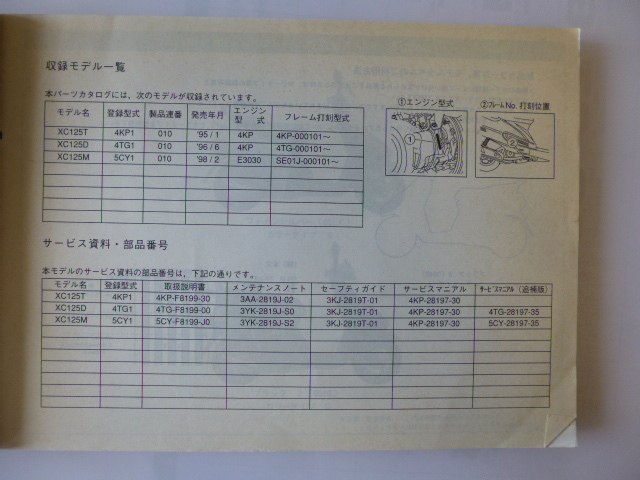 収録モデル一覧
本パーツカタログには、次のモデルが収録されています。
モデル名 登録型式 製品連番 発売年月 エンジン型式 フレーム打刻型式
XC125T 4KP1 010 '95/1 4KP 4KP-000101～
XC125D 4TG1 010 '96/6 4KP 4TG-000101～
XC125M 5CY1 010 '98/2 E3030 SE01J-000101～
①エンジン型式 ②フレームNo. 打刻位置
1 2
サービス資料・部品番号
本モデルのサービス資料の部品番号は、下記の通りです。
モデル名 登録型式 取扱説明書 メンテナンスノート セーフティガイド サービスマニアル サービスマニアル(追補版)
XC125T 4KP1 4KP-F8199-30 3AA-2819J-02 3KJ-2819T-01 4KP-28197-30
XC125D 4TG1 4TG-F8199-00 3YK-2819J-S0 3KJ-2819T-01 4KP-28197-30 4TG-28197-35
XC125M 5CY1 5CY-F8199-J0 3YK-2819J-S2 3KJ-2819T-01 4KP-28197-30 5CY-28197-35